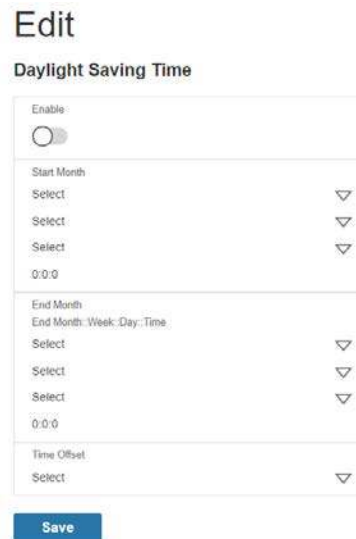 Edit
Daylight Saving Time
Enable
Start Month
Select
Select
Select
0:0:0
End Month
End Month::Week::Day::Time
Select
Select
Select
0:0:0
Time Offset
Select
Save